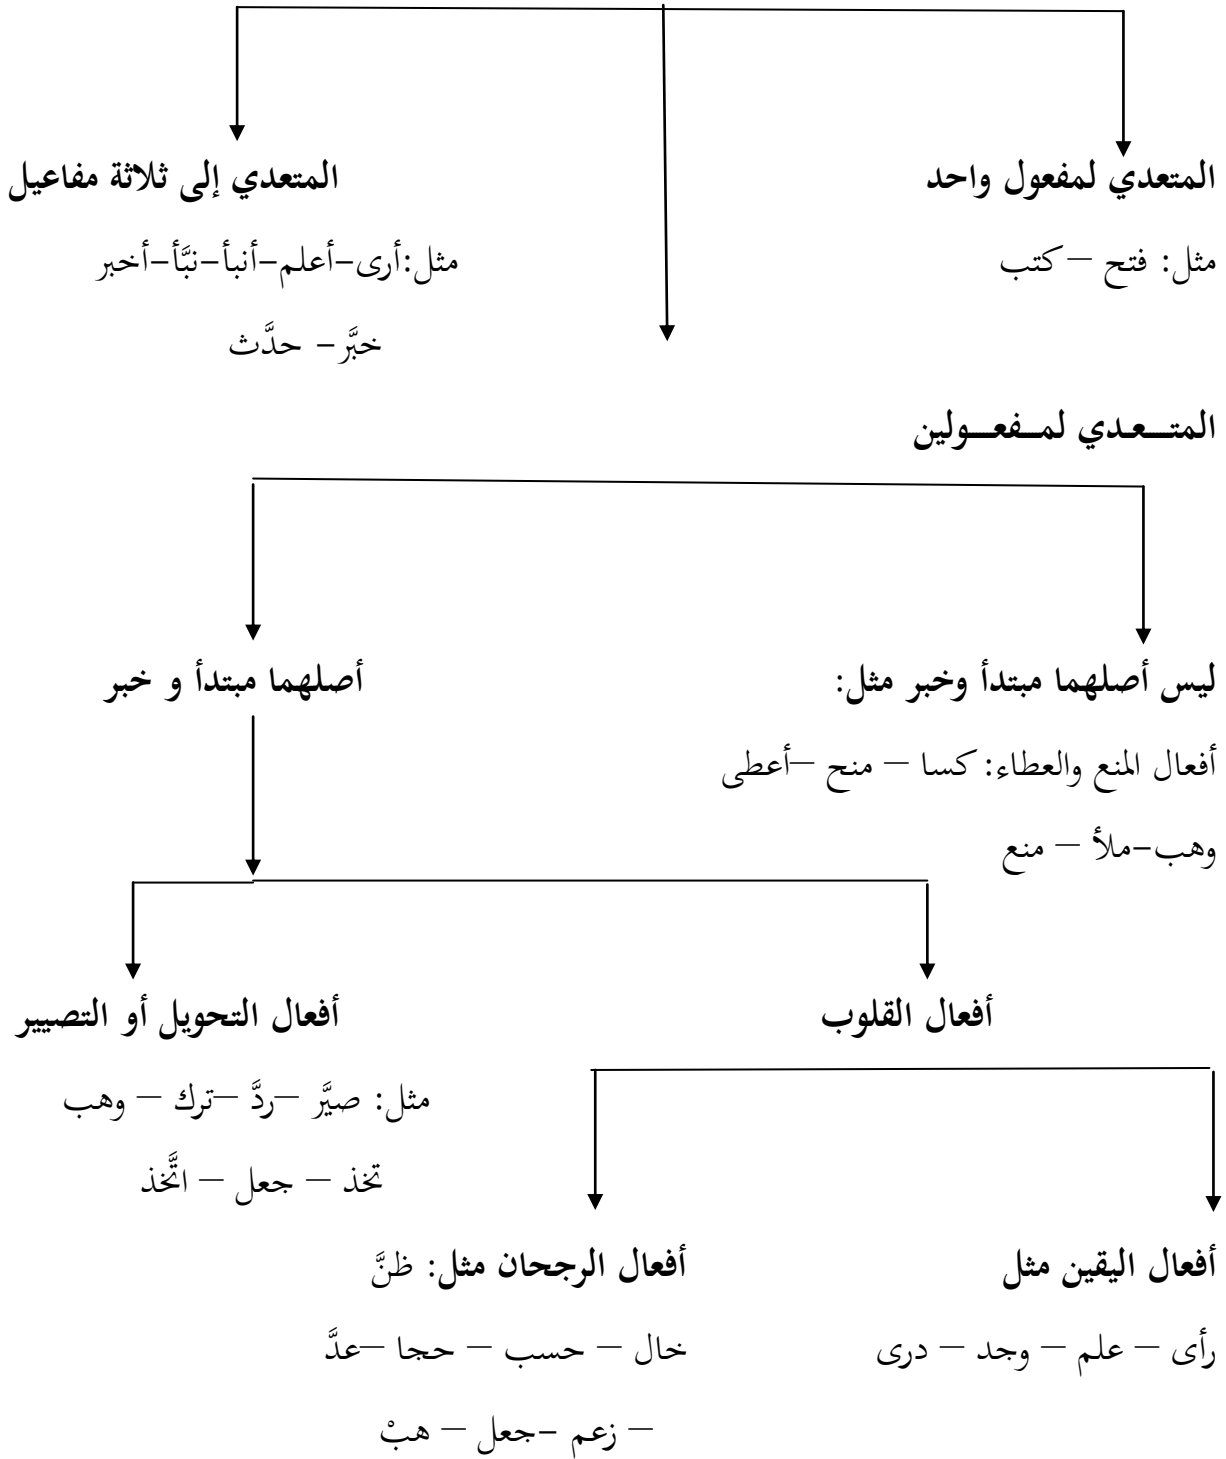 المتعدي لمفعول واحد
مثل: فتح – كتب
المتعدي إلى ثلاثة مفاعيل
مثل:أرى-أعلم-أنبأ-نبَّأ-أخبر
خبَّر- حدَّث
المتـــعـدي لمــفعـــولين
ليس أصلهما مبتدأ وخبر مثل:
أفعال المنع والعطاء: كسا – منح –أعطى
وهب-ملأ – منع
أصلهما مبتدأ و خبر
أفعال القلوب
أفعال التحويل أو التصيير
مثل: صيَّر –ردَّ –ترك – وهب
تخذ – جعل – اتَّخذ
أفعال اليقين مثل
رأى – علم – وجد – درى
أفعال الرجحان مثل: ظنَّ
خال – حسب – حجا –عدَّ
– زعم -جعل – هبْ